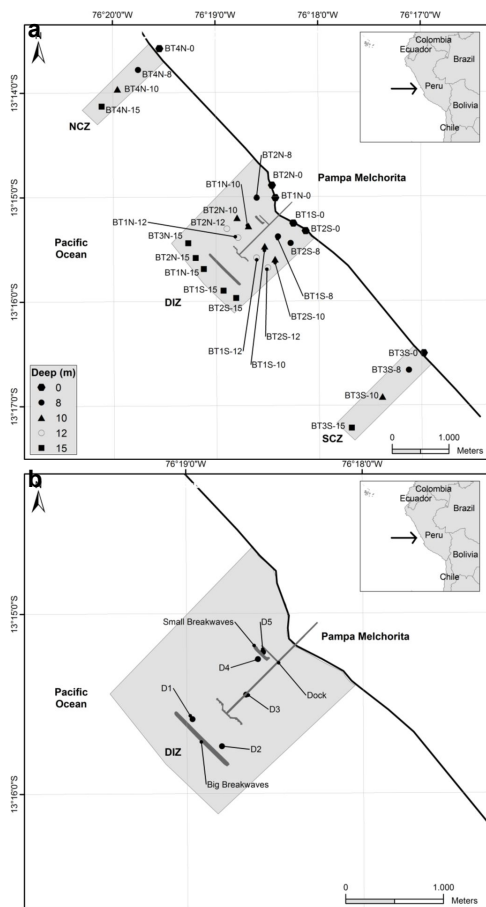 a
76°20'W
76°19'W
76°18'W
76°17'W
BT4N-0
BT4N-8
BT4N-10
BT4N-15
NCZ
Colombia
Ecuador
Brazil
Peru
Bolivia
Chile
13°14'0"S
13°15'0"S
13°16'0"S
13°17'0"S
BT2N-8
BT2N-0
Pampa Melchorita
BT1N-10
BT1N-0
BT2N-10
BT1S-0
BT1N-12
BT2N-12
BT2S-0
BT3N-15
BT2S-8
Pacific
Ocean
BT2N-15
BT1N-15
BT1S-8
DIZ
BT1S-15
BT2S-10
BT2S-15
BT2S-12
BT1S-12
BT1S-10
BT3S-0
BT3S-8
BT3S-10
BT3S-15
SCZ
Deep (m)
0
8
10
12
15
0 1.000
Meters
b
76°19'W
76°18'W
Colombia
Ecuador
Brazil
Peru
Bolivia
Chile
13°15'0"S
13°16'0"S
Small Breakwaves
D5
Pampa Melchorita
D4
Dock
Pacific
Ocean
D1
D3
DIZ
D2
Big Breakwaves
0 1.000
Meters